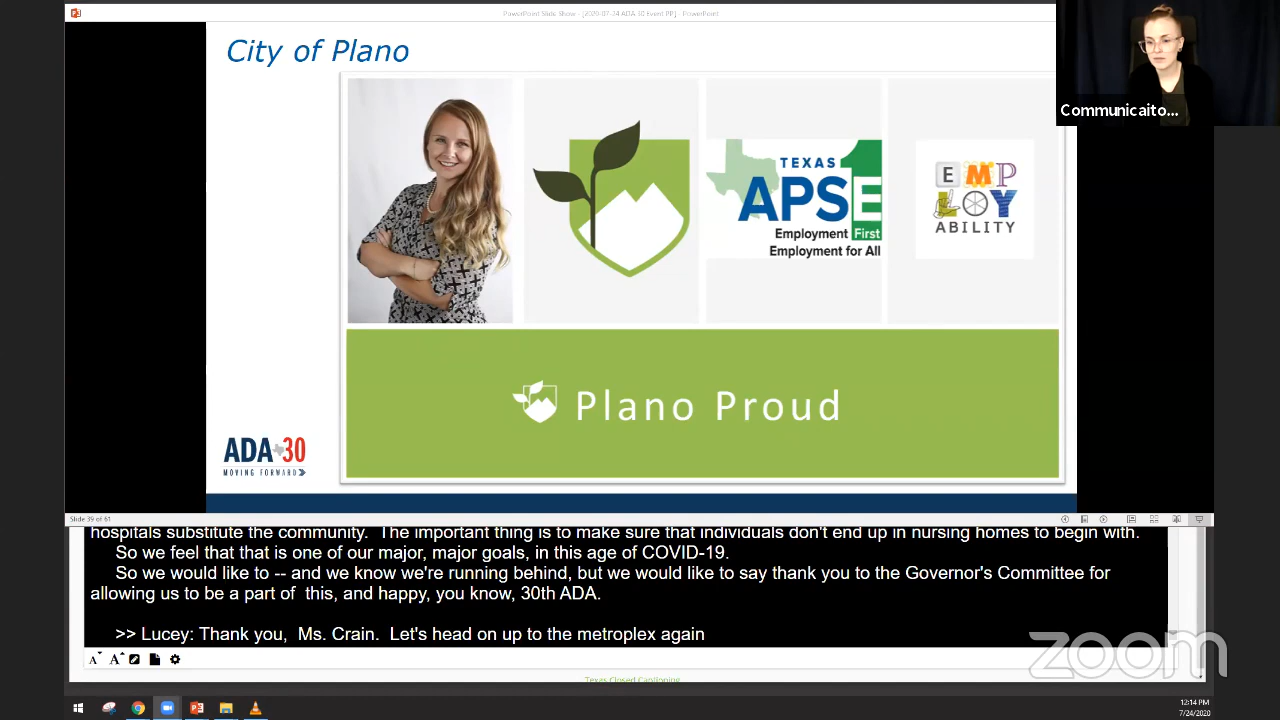 PowerPoint Slide Show - [2020-07-24 ADA 30 Event PP] - PowerPoint
City of Plano
Communicaito...
TEXAS
APSE
Employment First
Employment for All
EMP
LOY
ABILITY
Plano Proud
ADA 30
MOVING FORWARD
Slide 39 of 61
hospitals substitute the community.  The important thing is to make sure that individuals don't end up in nursing homes to begin with.
So we feel that that is one of our major, major goals, in this age of COVID-19.
So we would like to -- and we know we're running behind, but we would like to say thank you to the Governor's Committee for
allowing us to be a part of  this, and happy, you know, 30th ADA.
>> Lucey: Thank you,  Ms. Crain.  Let's head on up to the metroplex again
zoom
Texas Closed Captioning
12:14 PM
7/24/2020